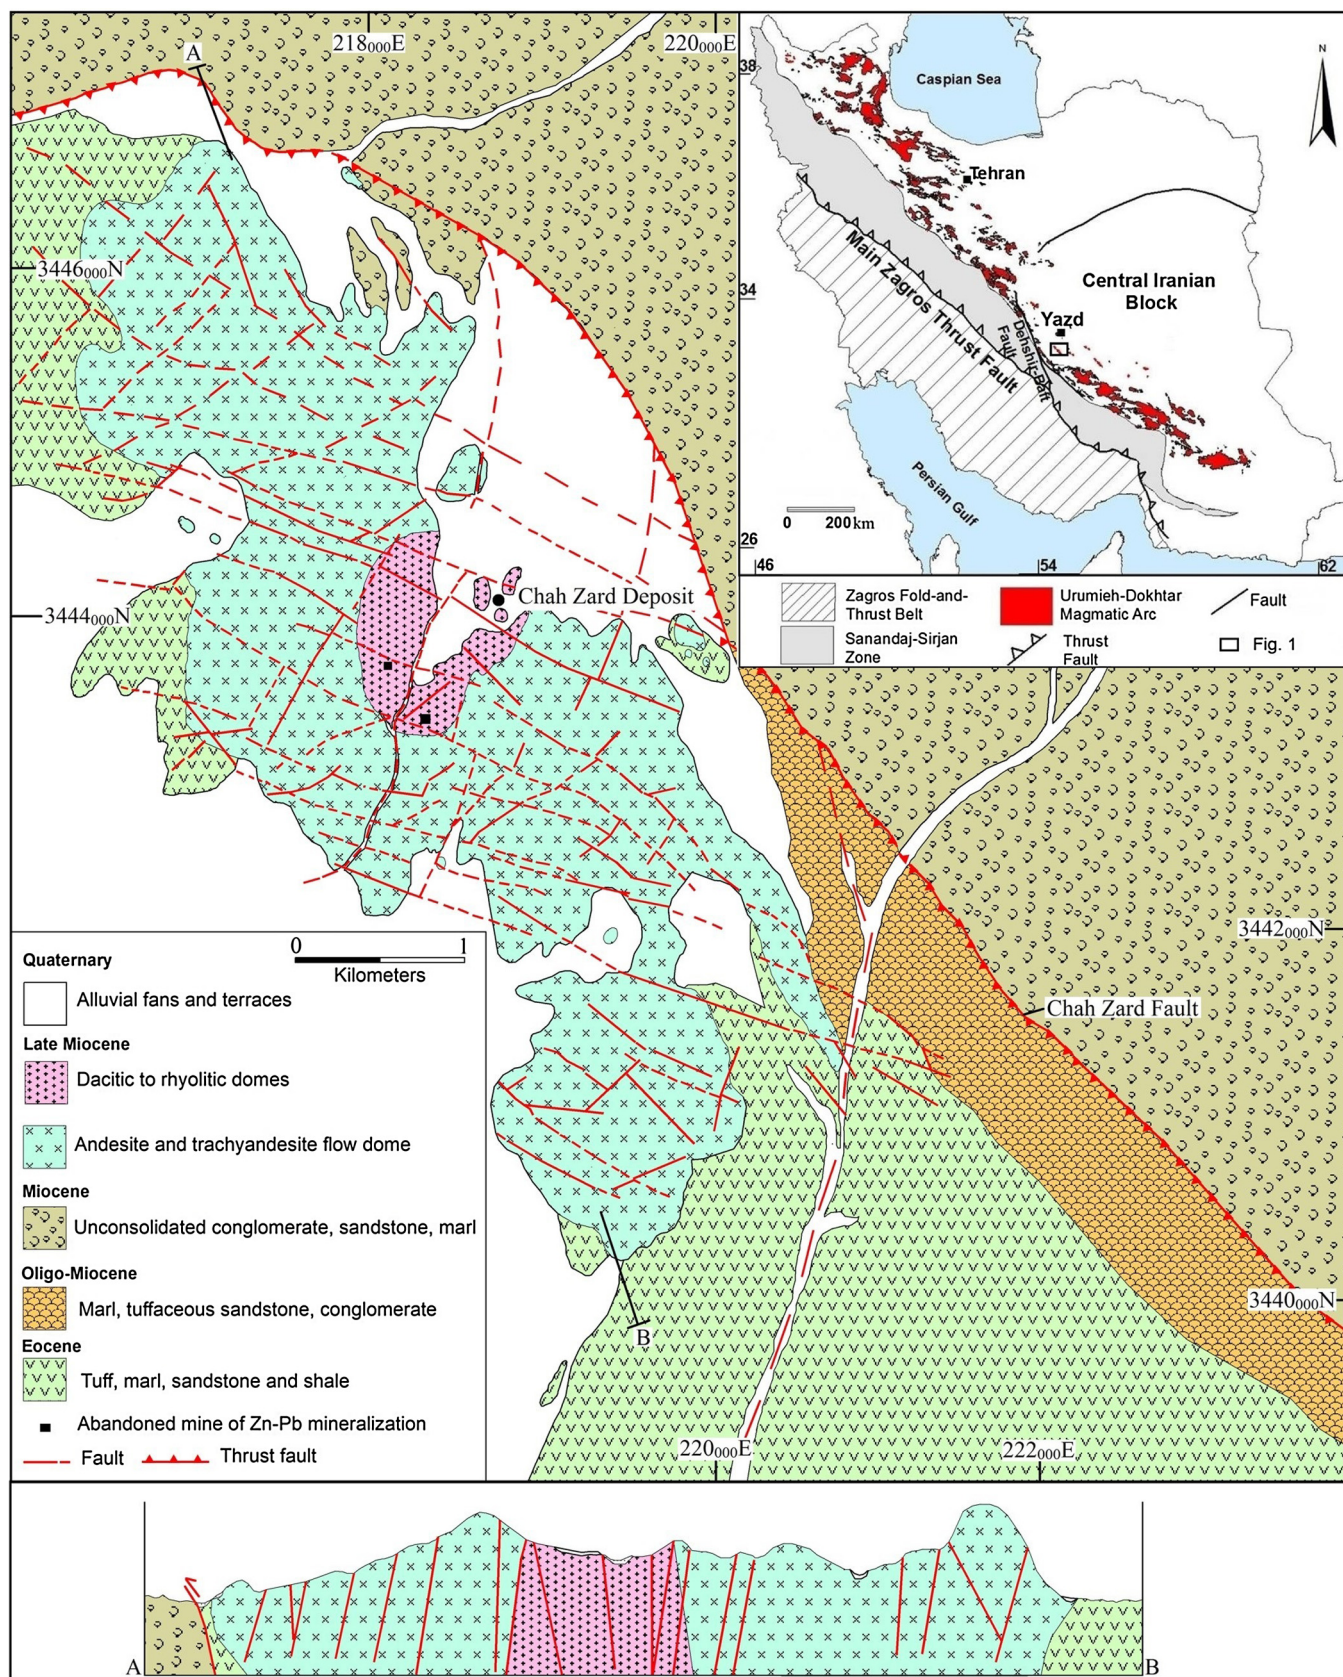 A
218000E
220000E
3446000N
3444000N
Chah Zard Deposit
3442000N
Chah Zard Fault
3440000N
B
220000E
222000E
38
34
26
46
54
62
N
Caspian Sea
Tehran
Main Zagros Thrust Fault
Central Iranian
Block
Yazd
Dehshir-Baft
Fault
Persian Gulf
0 200 km
Zagros Fold-and-
Thrust Belt
Urumieh-Dokhtar
Magmatic Arc
Fault
Sanandaj-Sirjan
Zone
Thrust
Fault
Fig. 1
0 1
Kilometers
Quaternary
Alluvial fans and terraces
Late Miocene
Dacitic to rhyolitic domes
Andesite and trachyandesite flow dome
Miocene
Unconsolidated conglomerate, sandstone, marl
Oligo-Miocene
Marl, tuffaceous sandstone, conglomerate
Eocene
Tuff, marl, sandstone and shale
Abandoned mine of Zn-Pb mineralization
Fault
Thrust fault
A
B